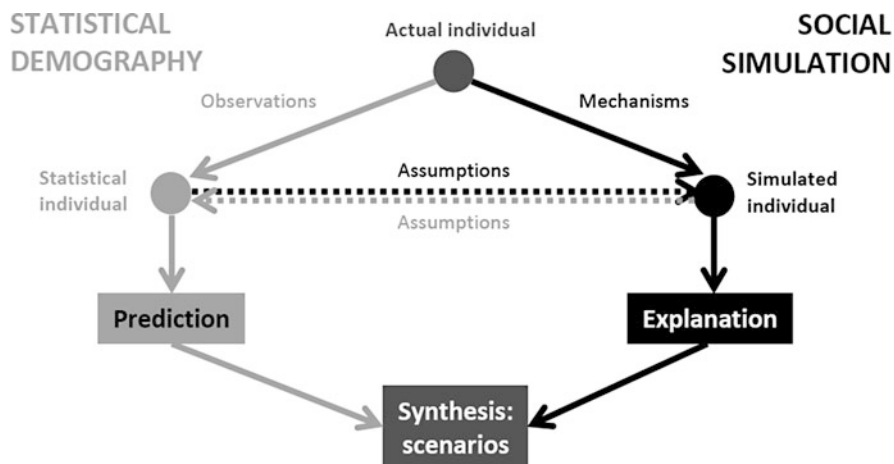 STATISTICAL
DEMOGRAPHY
Actual individual
SOCIAL
SIMULATION
Observations
Mechanisms
Statistical
individual
Assumptions
Assumptions
Simulated
individual
Prediction
Explanation
Synthesis:
scenarios